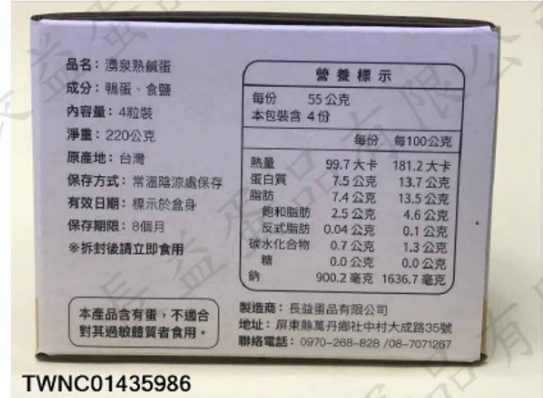 品名：澳泉熟鹹蛋
成分：鴨蛋、食鹽
內容量：4粒裝
淨重：220公克
原產地：台灣
保存方式：常溫陰涼處保存
有效日期：標示於盒身
保存期限：8個月
※拆封後請立即食用
本產品含有蛋，不適合
對其過敏體質者食用。
營養標示
每份 55公克
本包裝含 4份
每份 每100公克
熱量 99.7大卡 181.2大卡
蛋白質 7.5公克 13.7公克
脂肪 7.4公克 13.5公克
飽和脂肪 2.5公克 4.6公克
反式脂肪 0.04公克 0.1公克
碳水化合物 0.7公克 1.3公克
糖 0.0公克 0.0公克
鈉 900.2毫克 1636.7毫克
製造商：長益蛋品有限公司
地址：屏東縣萬丹鄉社中村大成路35號
聯絡電話：0970-268-828 /08-7071267
TWNC01435986